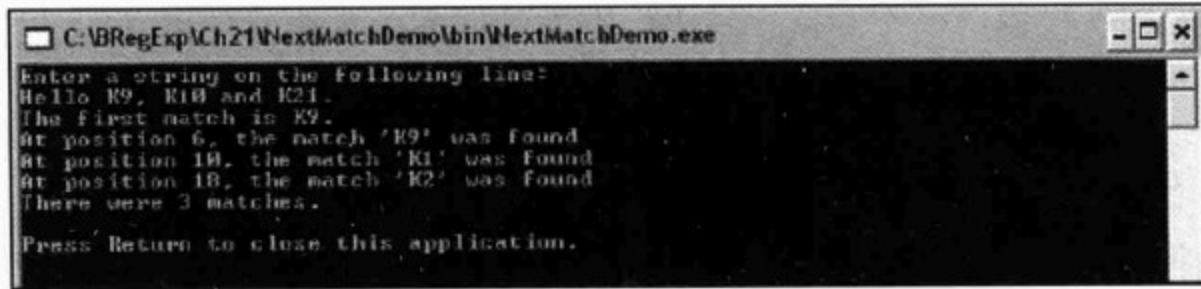 C:\BRegExp\Ch21\NextMatchDemo\bin\NextMatchDemo.exe
Enter a string on the following line:
Hello K9, K10 and K21.
The first match is K9.
At position 6, the match 'K9' was found
At position 10, the match 'K1' was found
At position 18, the match 'K2' was found
There were 3 matches.
Press Return to close this application.